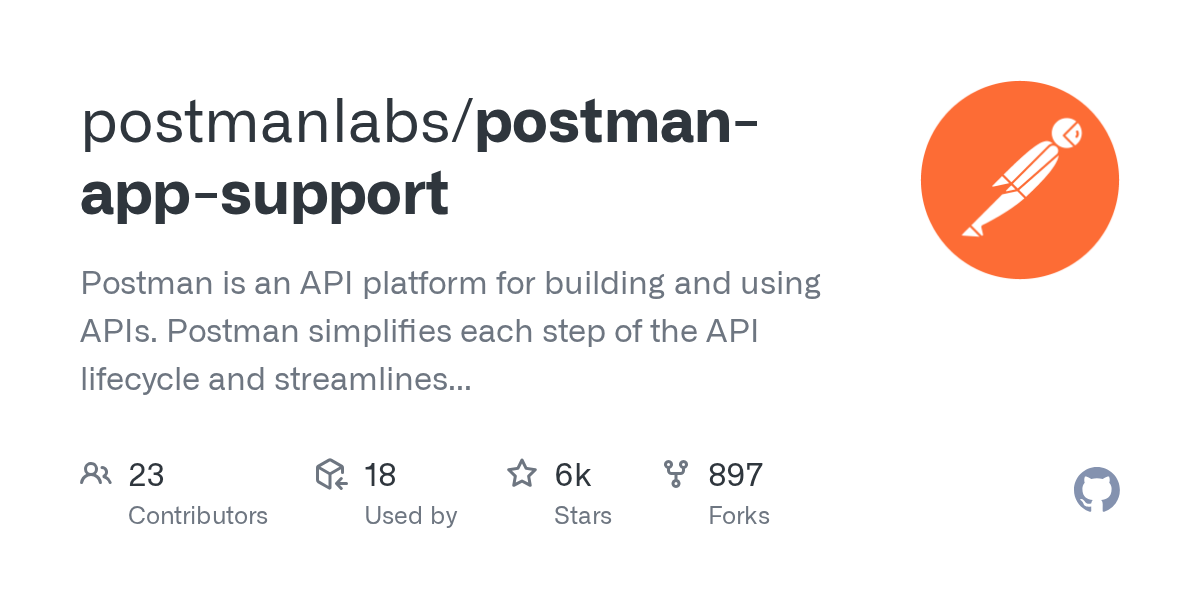 postmanlabs/postman-
app-support
Postman is an API platform for building and using
APIs. Postman simplifies each step of the API
lifecycle and streamlines...
23 18 6k 897
Contributors Used by Stars Forks